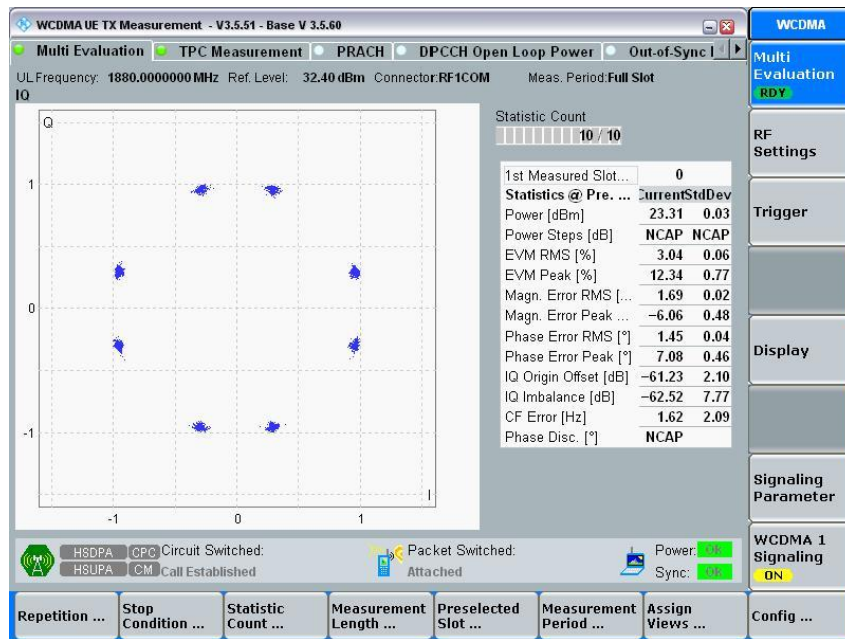 WCDMA UE TX Measurement - V3.5.51 - Base V 3.5.60
WCDMA
Multi Evaluation TPC Measurement PRACH DPCCH Open Loop Power Out-of-Sync
UL Frequency: 1880.0000000 MHz Ref. Level: 32.40 dBm Connector:RF1COM Meas. Period:Full Slot
IQ
Multi Evaluation
RDY
RF Settings
Trigger
Display
Signaling Parameter
WCDMA 1 Signaling
ON
Q
1
0
-1
-1 0 1
I
Statistic Count
10 / 10
1st Measured Slot... 0
Statistics @ Pre. ... CurrentStdDev
Power [dBm] 23.31 0.03
Power Steps [dB] NCAP NCAP
EVM RMS [%] 3.04 0.06
EVM Peak [%] 12.34 0.77
Magn. Error RMS [... 1.69 0.02
Magn. Error Peak ... -6.06 0.48
Phase Error RMS [°] 1.45 0.04
Phase Error Peak [°] 7.08 0.46
IQ Origin Offset [dB] -61.23 2.10
IQ Imbalance [dB] -62.52 7.77
CF Error [Hz] 1.62 2.09
Phase Disc. [°] NCAP
HSDPA CPC Circuit Switched: Packet Switched: Power: OK
HSUPA CM Call Established Attached Sync: OK
Repetition ... Stop Condition ... Statistic Count ... Measurement Length ... Preselected Slot ... Measurement Period ... Assign Views ... Config ...